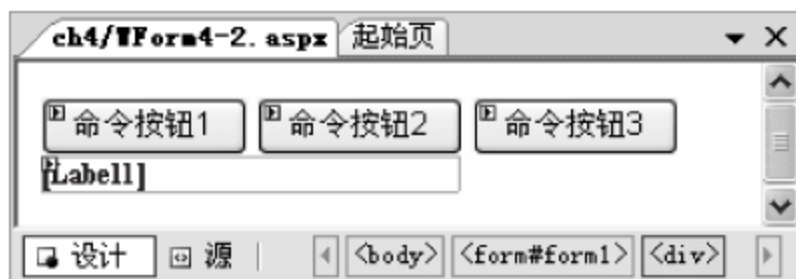 ch4/WForm4-2. aspx 起始页
命令按钮1 命令按钮2 命令按钮3
[Label1]
设计 源 <body> <form#form1> <div>